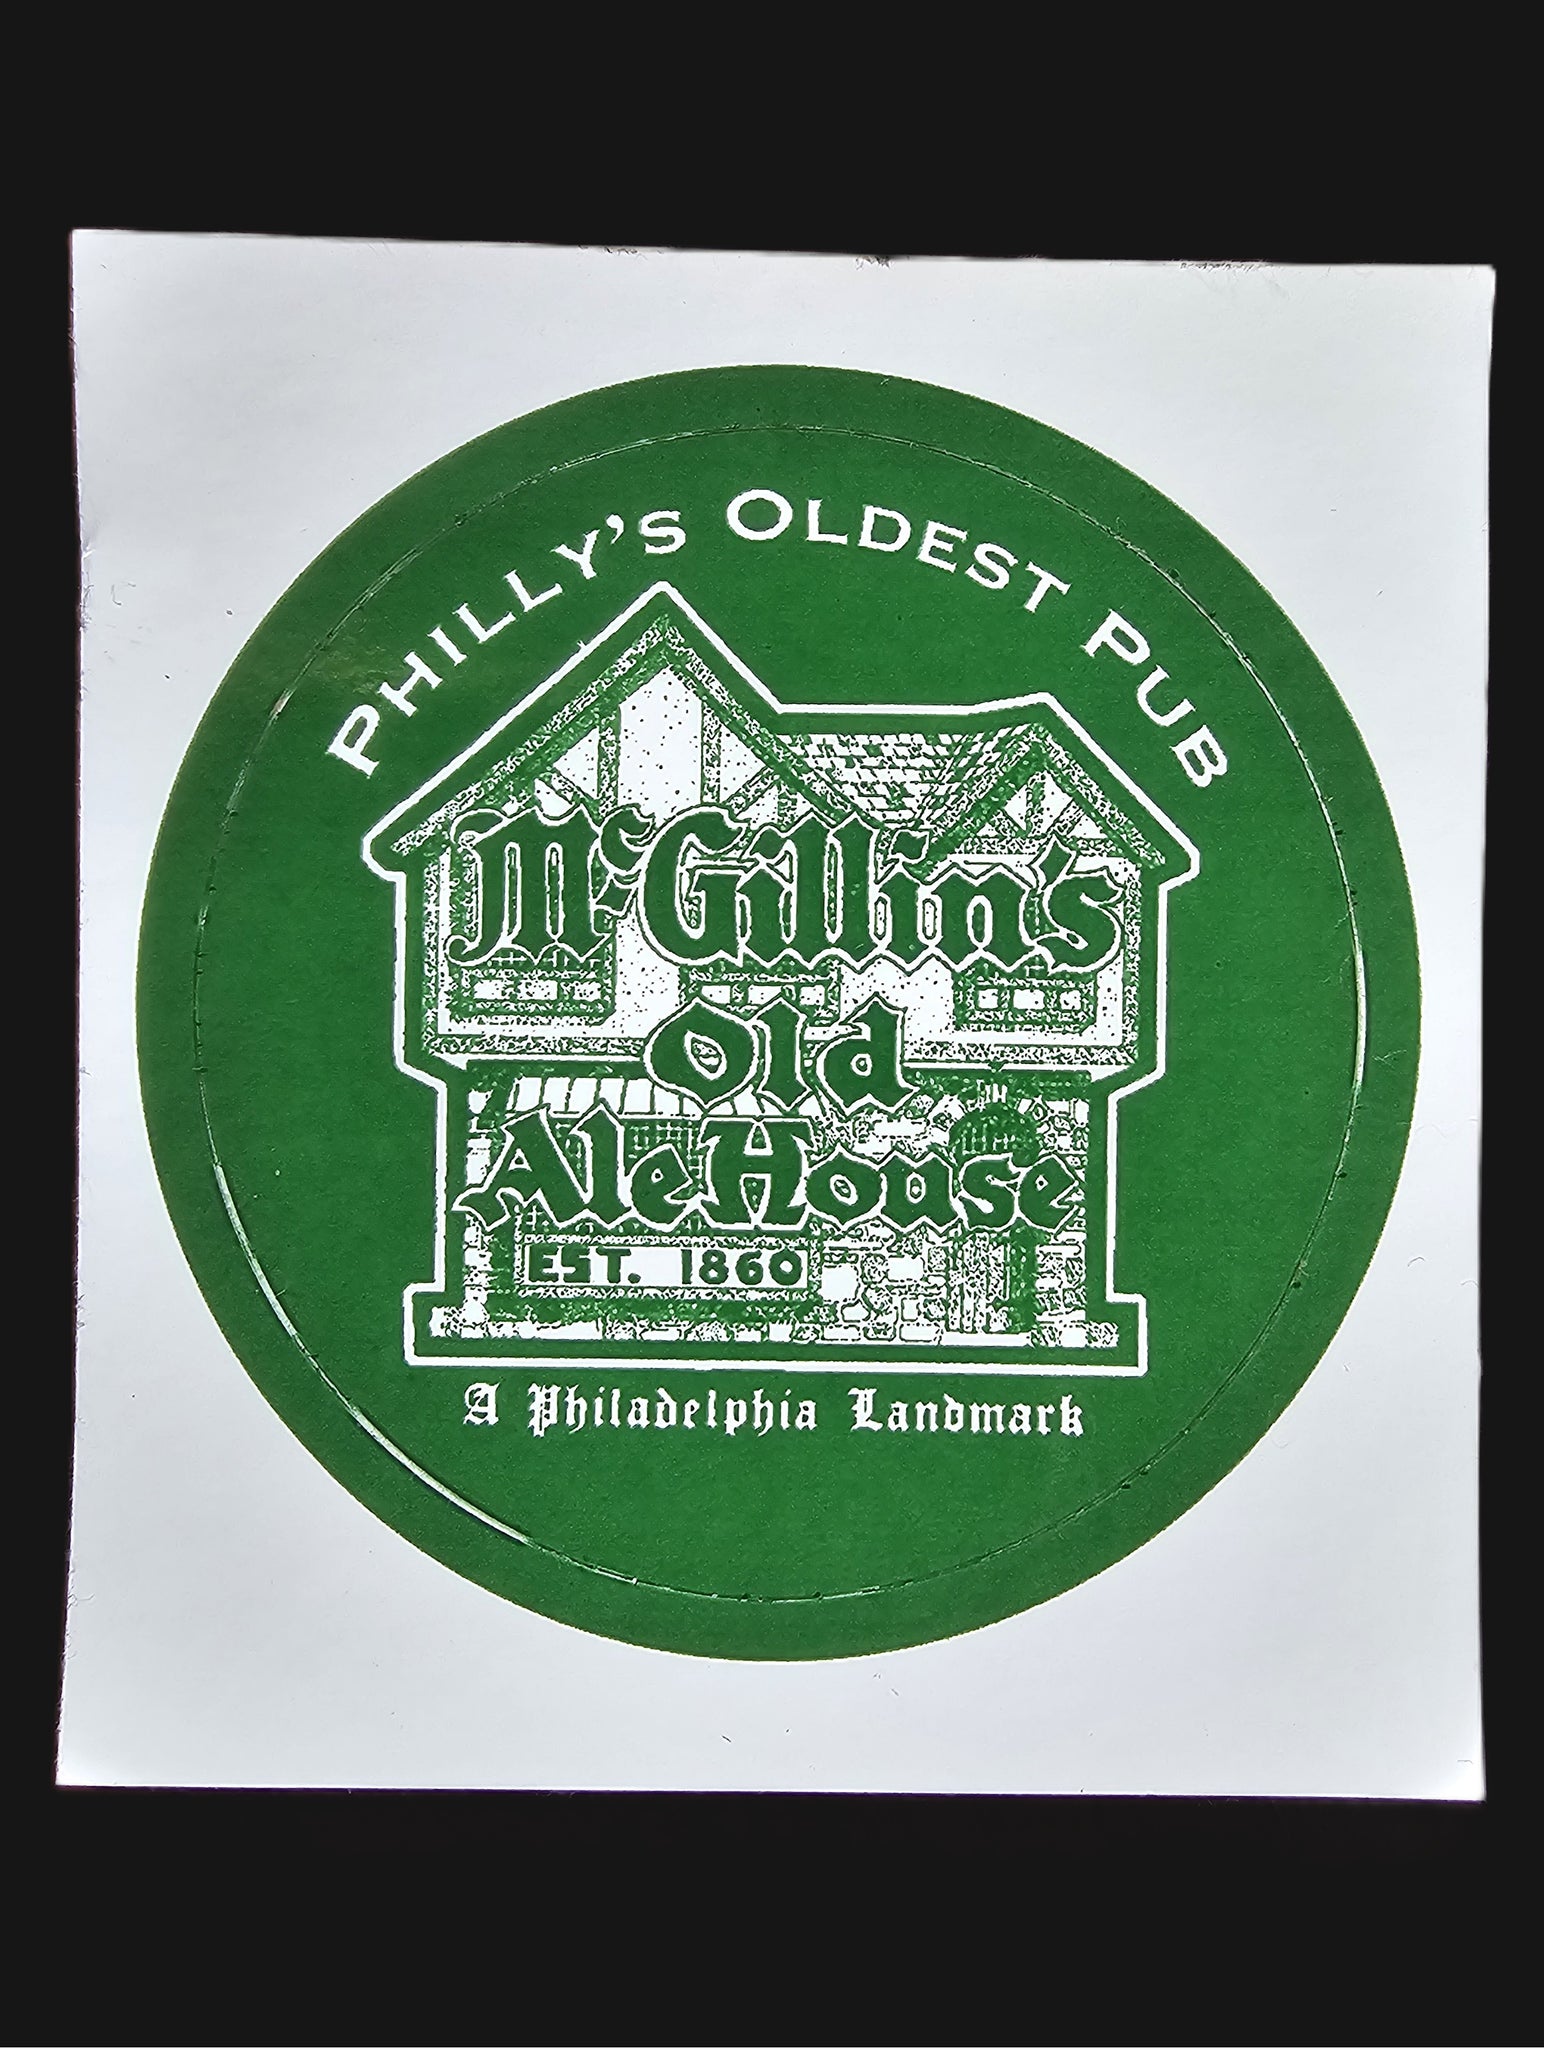 Philly's Oldest Pub
McGillin's
Old
Ale House
EST. 1860
A Philadelphia Landmark